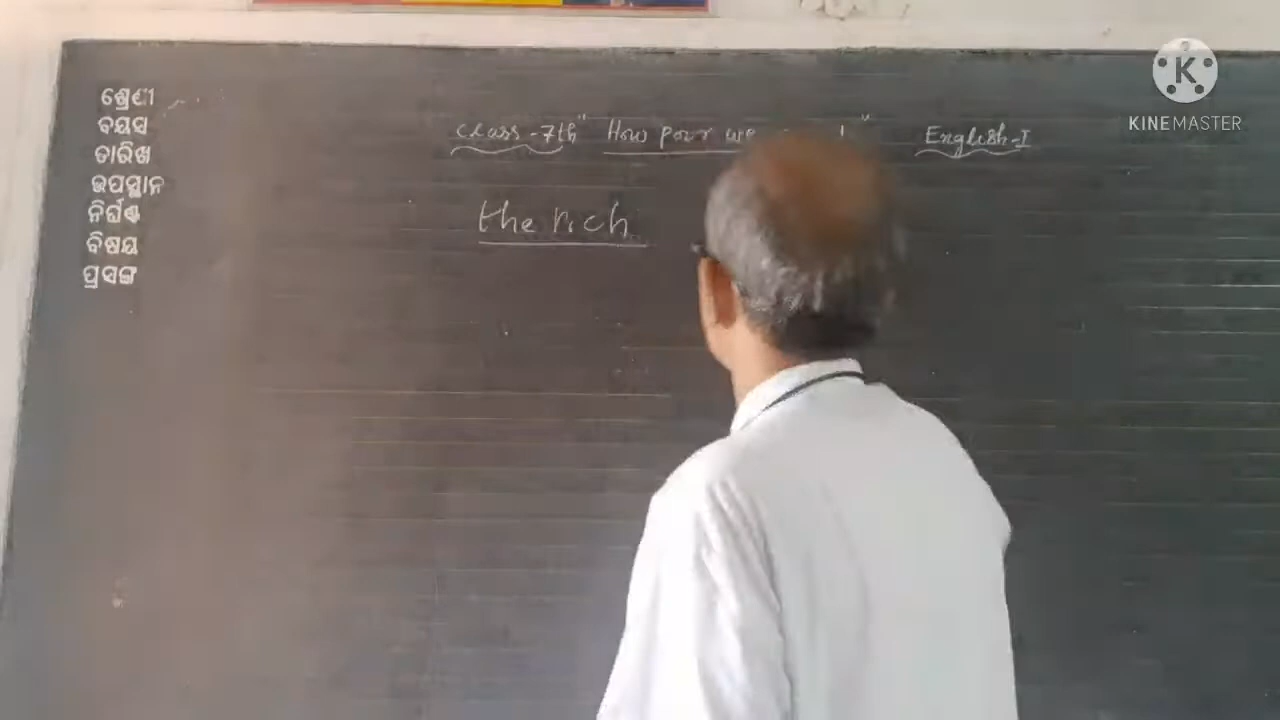 ଶ୍ରେଣୀ
ବୟସ
ତାରିଖ
ଉପସ୍ଥାନ
ନିର୍ଘଣ୍ଟ
ବିଷୟ
ପ୍ରସଙ୍ଗ
class-7th "How poor we " English-I
the rich
KINEMASTER